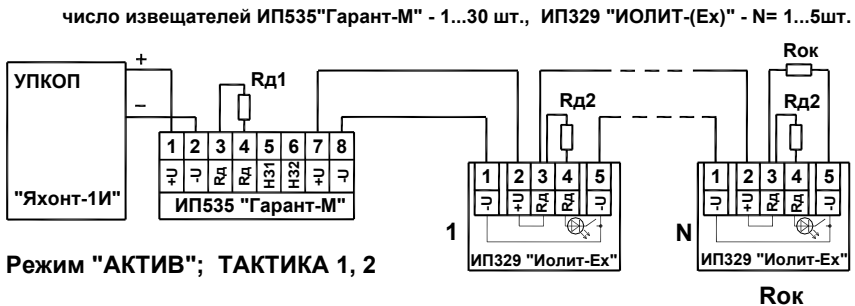 число извещателей ИП535"Гарант-М" - 1...30 шт., ИП329 "ИОЛИТ-(Ех)" - N= 1...5шт.
УПКОП
+
–
"Яхонт-1И"
Rд1
1 2 3 4 5 6 7 8
+U -U Rд Rд НЗ1 НЗ2 +U -U
ИП535 "Гарант-М"
Rд2
1 2 3 4 5
-U +U Rд Rд -U
ИП329 "Иолит-Ех"
1
Rок
Rд2
1 2 3 4 5
-U +U Rд Rд -U
ИП329 "Иолит-Ех"
N
Режим "АКТИВ"; ТАКТИКА 1, 2
Rок